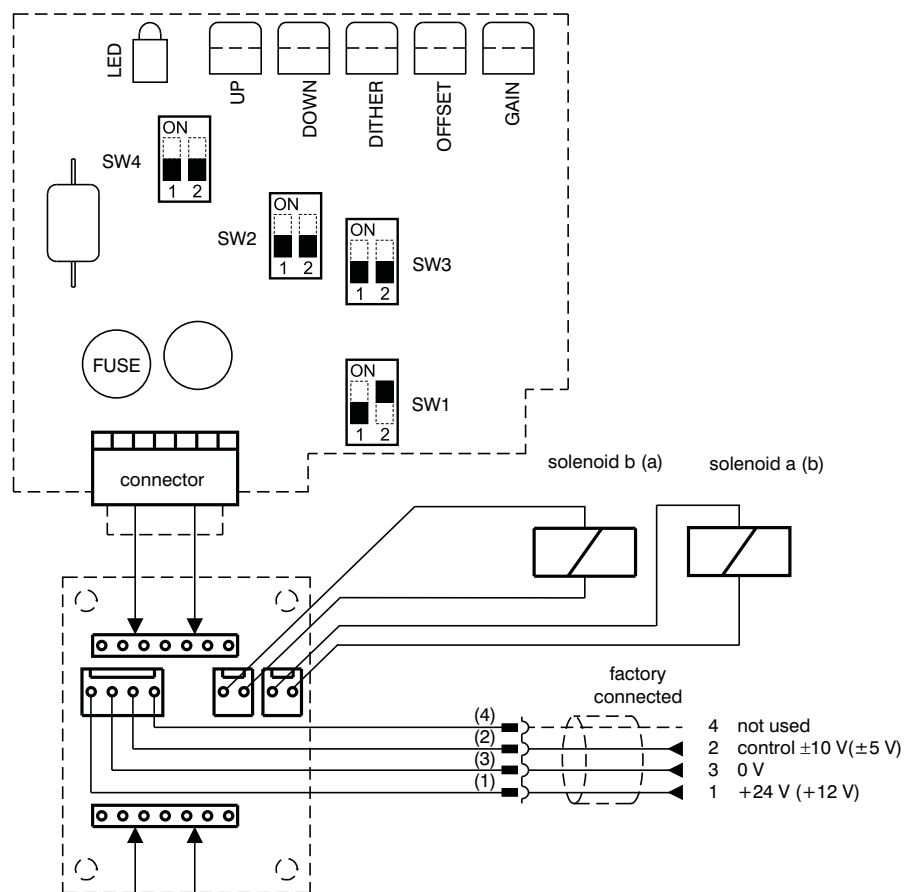 LED
UP
DOWN
DITHER
OFFSET
GAIN
ON
SW4
1 2
ON
SW2
1 2
ON
SW3
1 2
FUSE
ON
SW1
1 2
connector
solenoid b (a)
solenoid a (b)
factory
connected
(4)
4 not used
(2)
2 control ±10 V(±5 V)
(3)
3 0 V
(1)
1 +24 V (+12 V)